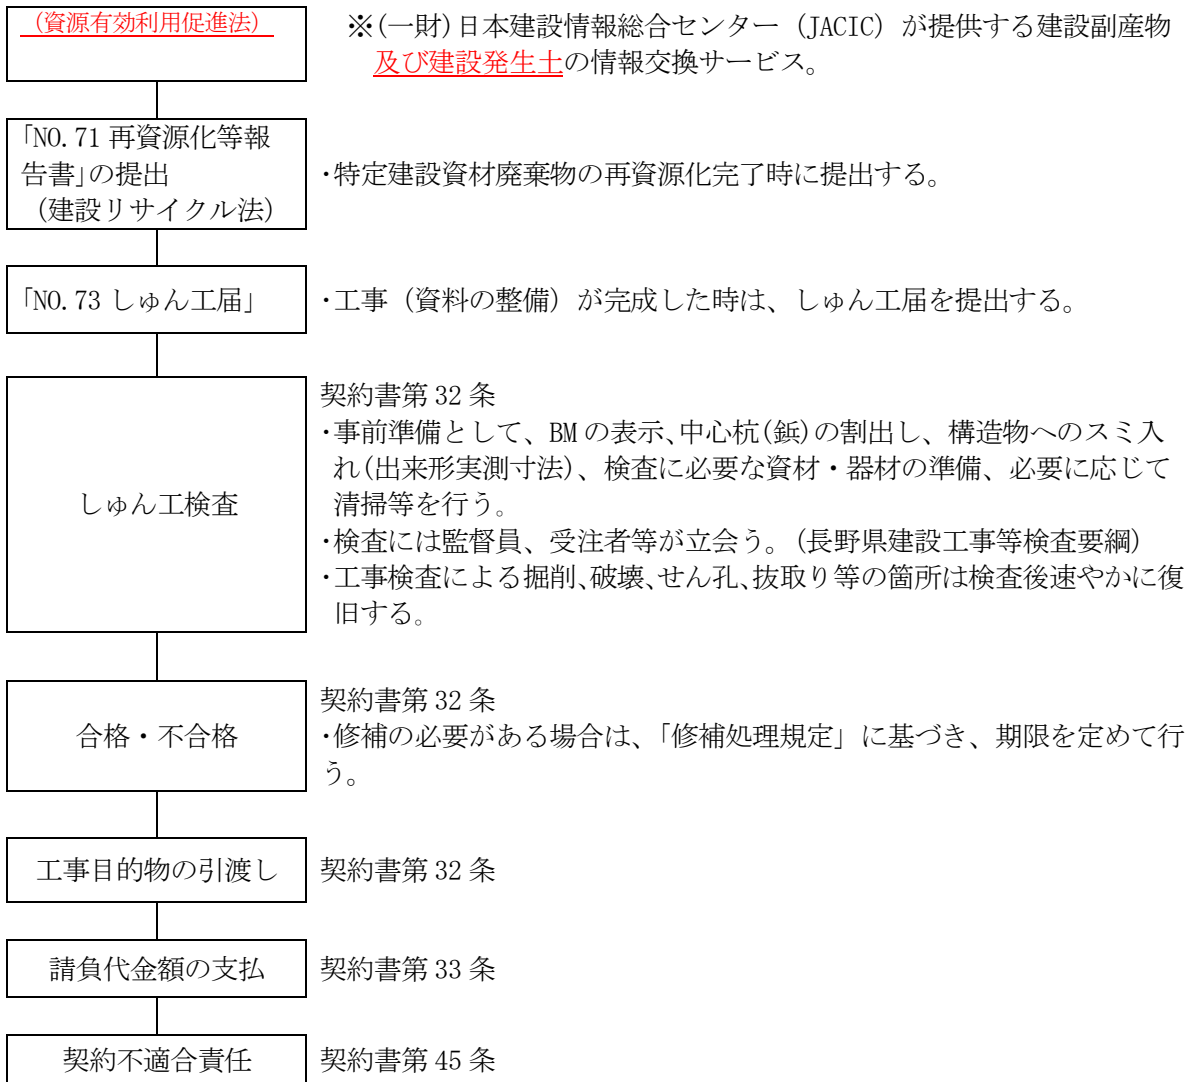 （資源有効利用促進法）
※(一財)日本建設情報総合センター（JACIC）が提供する建設副産物
及び建設発生土の情報交換サービス。
「NO.71 再資源化等報
告書」の提出
（建設リサイクル法）
・特定建設資材廃棄物の再資源化完了時に提出する。
「NO.73 しゅん工届」
・工事（資料の整備）が完成した時は、しゅん工届を提出する。
しゅん工検査
契約書第 32 条
・事前準備として、BM の表示、中心杭(鋲)の割出し、構造物へのスミ入
れ(出来形実測寸法)、検査に必要な資材・器材の準備、必要に応じて
清掃等を行う。
・検査には監督員、受注者等が立会う。(長野県建設工事等検査要綱)
・工事検査による掘削、破壊、せん孔、抜取り等の箇所は検査後速やかに復
旧する。
合格・不合格
契約書第 32 条
・修補の必要がある場合は、「修補処理規定」に基づき、期限を定めて行
う。
工事目的物の引渡し
契約書第 32 条
請負代金額の支払
契約書第 33 条
契約不適合責任
契約書第 45 条